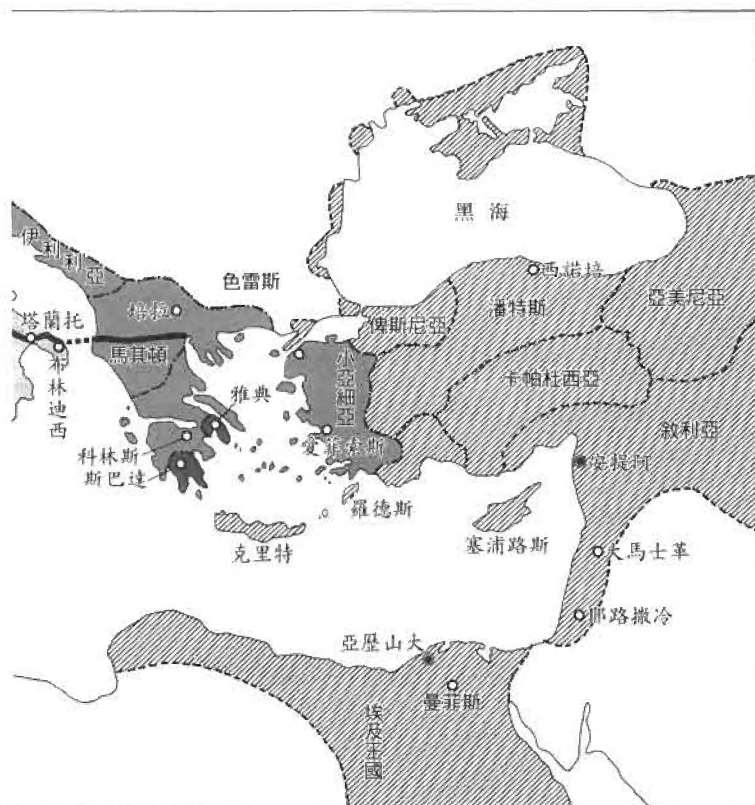 黑海
西諾培
伊利利亞
色雷斯
培拉
潘特斯
亞美尼亞
俾斯尼亞
塔蘭托
馬其頓
小亞細亞
卡帕杜西亞
布林迪西
雅典
敘利亞
科林斯
愛菲索斯
斯巴達
安提阿
羅德斯
克里特
塞浦路斯
大馬士革
耶路撒冷
亞歷山大
曼菲斯
埃及王國